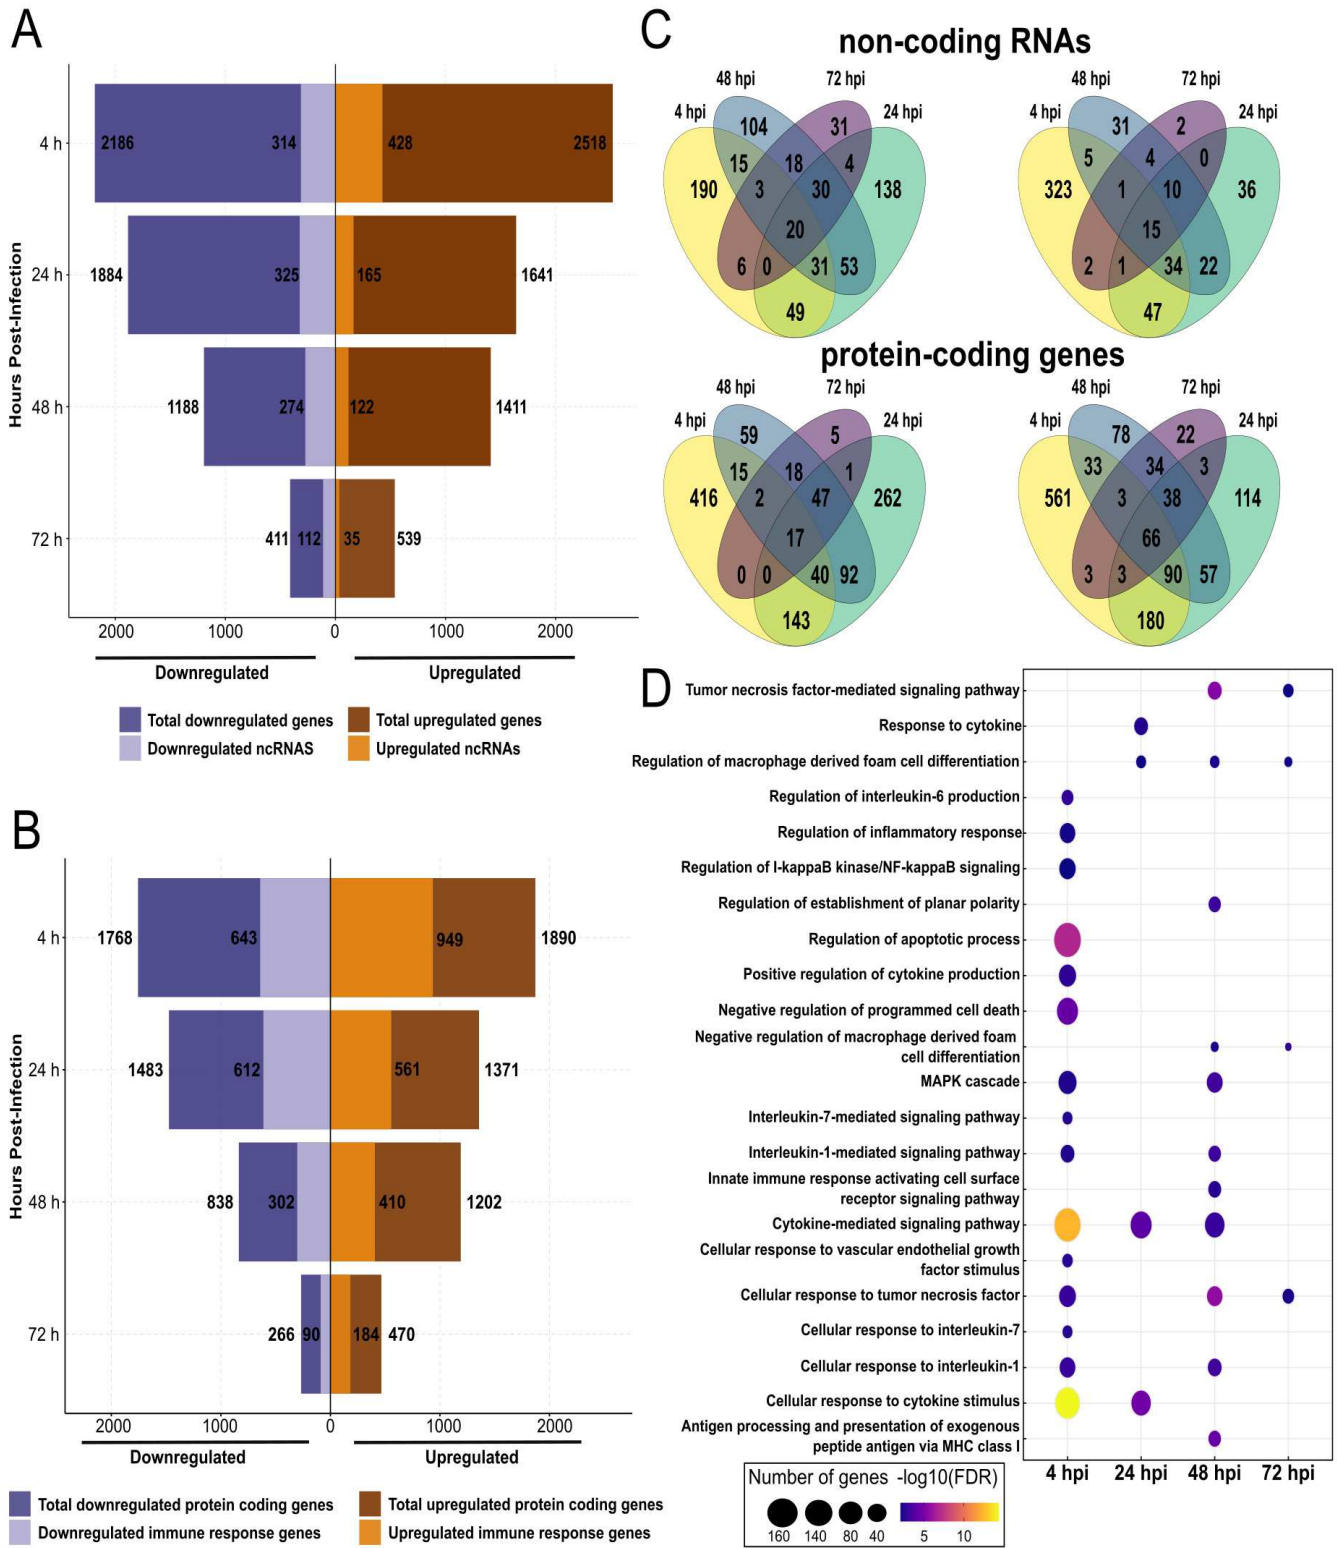 A
Hours Post-Infection
4 h
2186
314
428
2518
24 h
1884
325
165
1641
48 h
1188
274
122
1411
72 h
411
112
35
539
2000
1000
0
1000
2000
Downregulated
Upregulated
Total downregulated genes
Total upregulated genes
Downregulated ncRNAS
Upregulated ncRNAs
B
Hours Post-Infection
4 h
1768
643
949
1890
24 h
1483
612
561
1371
48 h
838
302
410
1202
72 h
266
90
184
470
2000
1000
0
1000
2000
Downregulated
Upregulated
Total downregulated protein coding genes
Total upregulated protein coding genes
Downregulated immune response genes
Upregulated immune response genes
C
non-coding RNAs
48 hpi
72 hpi
4 hpi
24 hpi
104
31
15
18
4
190
3
30
138
20
6
0
31
53
49
48 hpi
72 hpi
4 hpi
24 hpi
31
2
5
4
0
323
1
10
36
15
2
1
34
22
47
protein-coding genes
48 hpi
72 hpi
4 hpi
24 hpi
59
5
15
18
1
416
2
47
262
17
0
0
40
92
143
48 hpi
72 hpi
4 hpi
24 hpi
78
22
33
34
3
561
3
38
114
66
3
3
90
57
180
D
Tumor necrosis factor-mediated signaling pathway
Response to cytokine
Regulation of macrophage derived foam cell differentiation
Regulation of interleukin-6 production
Regulation of inflammatory response
Regulation of I-kappaB kinase/NF-kappaB signaling
Regulation of establishment of planar polarity
Regulation of apoptotic process
Positive regulation of cytokine production
Negative regulation of programmed cell death
Negative regulation of macrophage derived foam
cell differentiation
MAPK cascade
Interleukin-7-mediated signaling pathway
Interleukin-1-mediated signaling pathway
Innate immune response activating cell surface
receptor signaling pathway
Cytokine-mediated signaling pathway
Cellular response to vascular endothelial growth
factor stimulus
Cellular response to tumor necrosis factor
Cellular response to interleukin-7
Cellular response to interleukin-1
Cellular response to cytokine stimulus
Antigen processing and presentation of exogenous
peptide antigen via MHC class I
4 hpi
24 hpi
48 hpi
72 hpi
Number of genes
-log10(FDR)
160
140
80
40
5
10